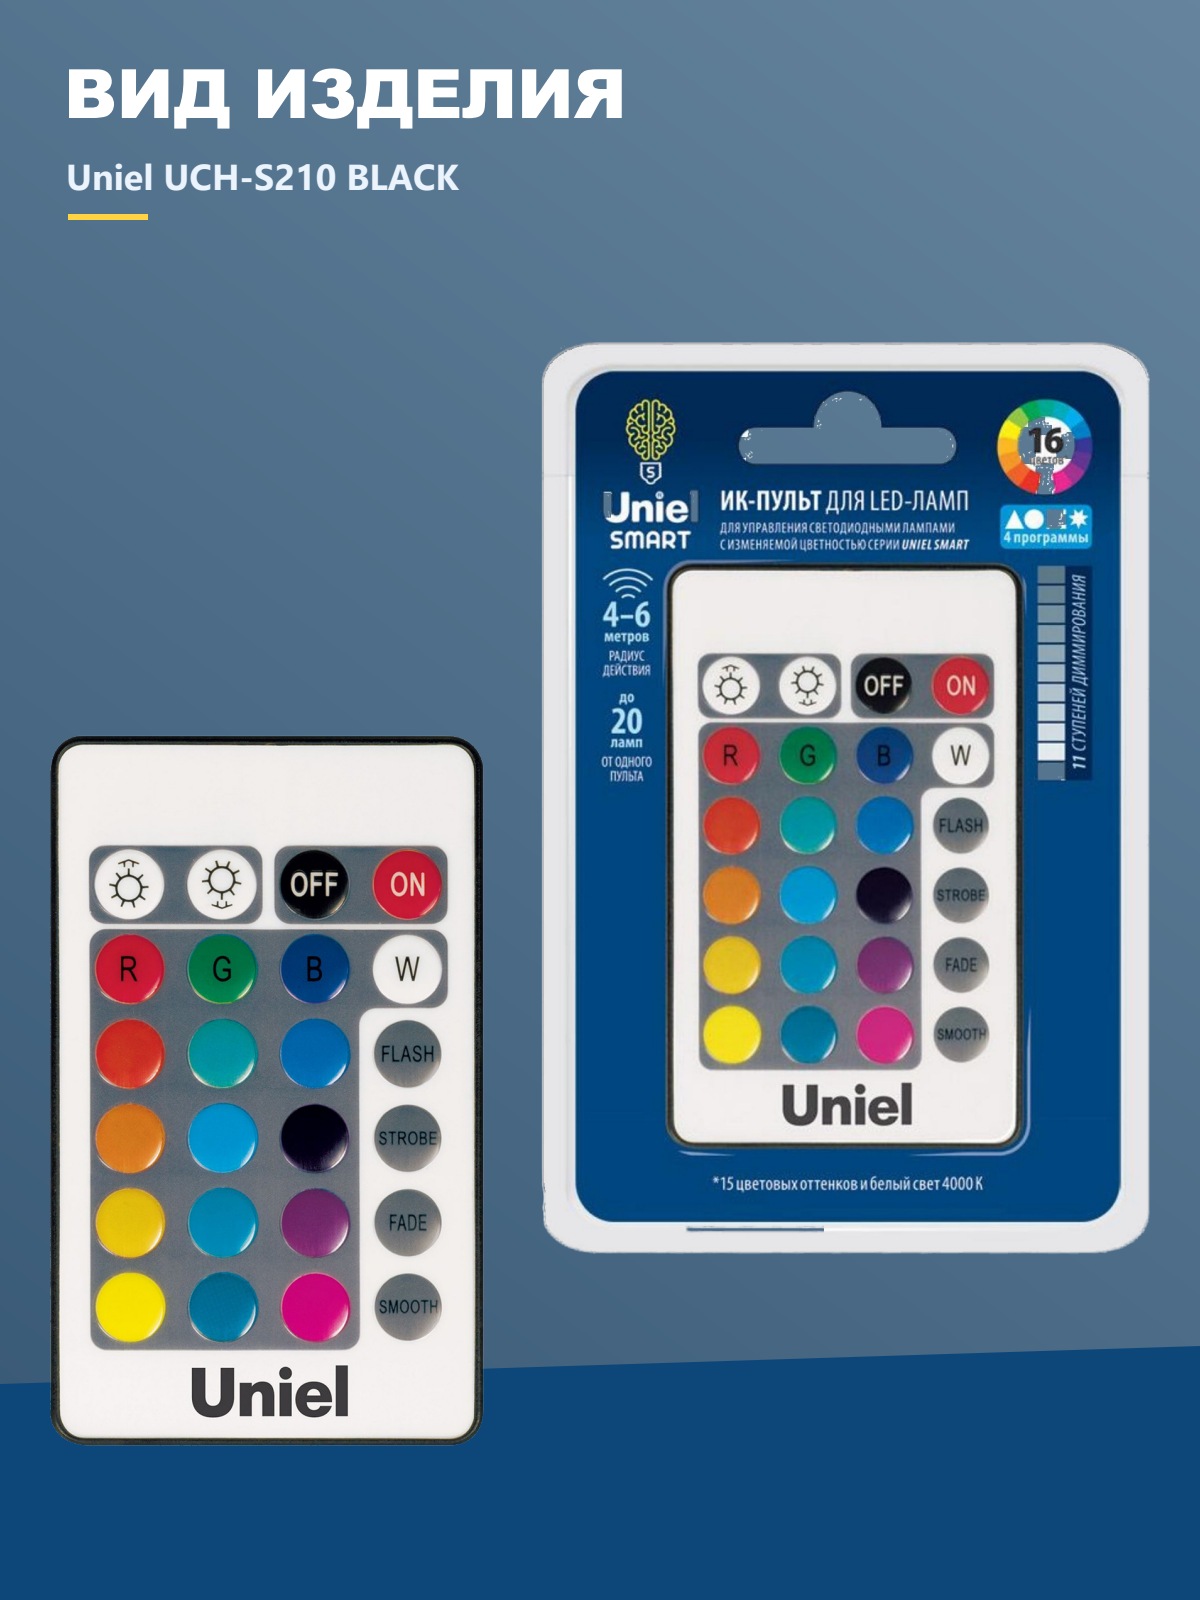 ВИД ИЗДЕЛИЯ
Uniel UCH-S210 BLACK
S
Uniel
SMART
ИК-ПУЛЬТ ДЛЯ LED-ЛАМП
ДЛЯ УПРАВЛЕНИЯ СВЕТОДИОДНЫМИ ЛАМПАМИ
С ИЗМЕНЯЕМОЙ ЦВЕТНОСТЬЮ СЕРИИ UNIEL SMART
16
цветов
4 программы
4–6
метров
РАДИУС
ДЕЙСТВИЯ
до
20
ламп
ОТ ОДНОГО
ПУЛЬТА
11 СТУПЕНЕЙ ДИММИРОВАНИЯ
OFF ON
R G B W
FLASH
STROBE
FADE
SMOOTH
Uniel
*15 цветовых оттенков и белый свет 4000 К
OFF ON
R G B W
FLASH
STROBE
FADE
SMOOTH
Uniel